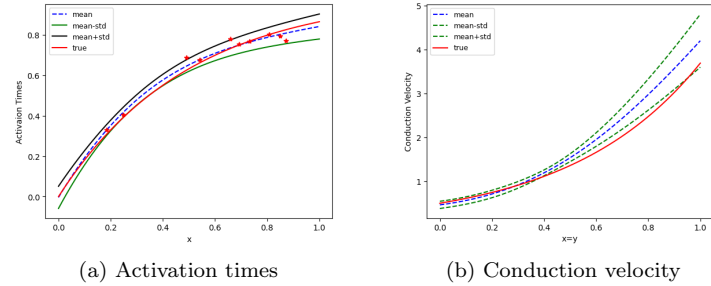 mean
mean-std
mean+std
true
0.8
0.6
0.4
0.2
0.0
Activaion Times
0.0 0.2 0.4 0.6 0.8 1.0
x
(a) Activation times
mean
mean-std
mean+std
true
5
4
3
2
1
Conduction Velocity
0.0 0.2 0.4 0.6 0.8 1.0
x=y
(b) Conduction velocity